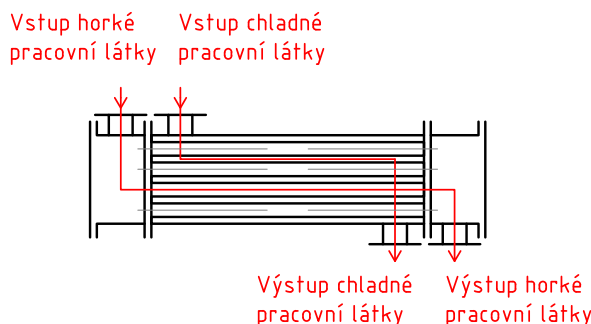 Vstup horké
pracovní látky
Vstup chladné
pracovní látky
Výstup chladné
pracovní látky
Výstup horké
pracovní látky